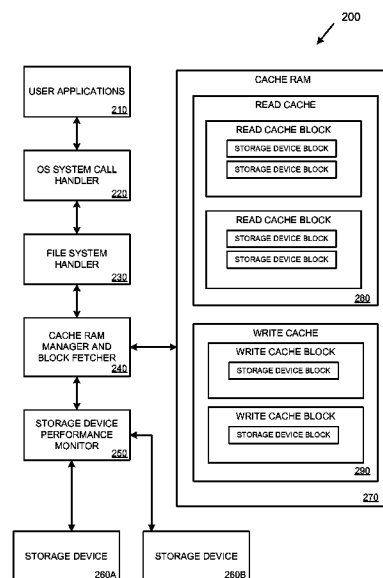 200
USER APPLICATIONS
210
OS SYSTEM CALL
HANDLER
220
FILE SYSTEM
HANDLER
230
CACHE RAM
MANAGER AND
BLOCK FETCHER
240
STORAGE DEVICE
PERFORMANCE
MONITOR
250
STORAGE DEVICE
260A
STORAGE DEVICE
260B
CACHE RAM
READ CACHE
READ CACHE BLOCK
STORAGE DEVICE BLOCK
STORAGE DEVICE BLOCK
READ CACHE BLOCK
STORAGE DEVICE BLOCK
STORAGE DEVICE BLOCK
280
WRITE CACHE
WRITE CACHE BLOCK
STORAGE DEVICE BLOCK
WRITE CACHE BLOCK
STORAGE DEVICE BLOCK
290
270